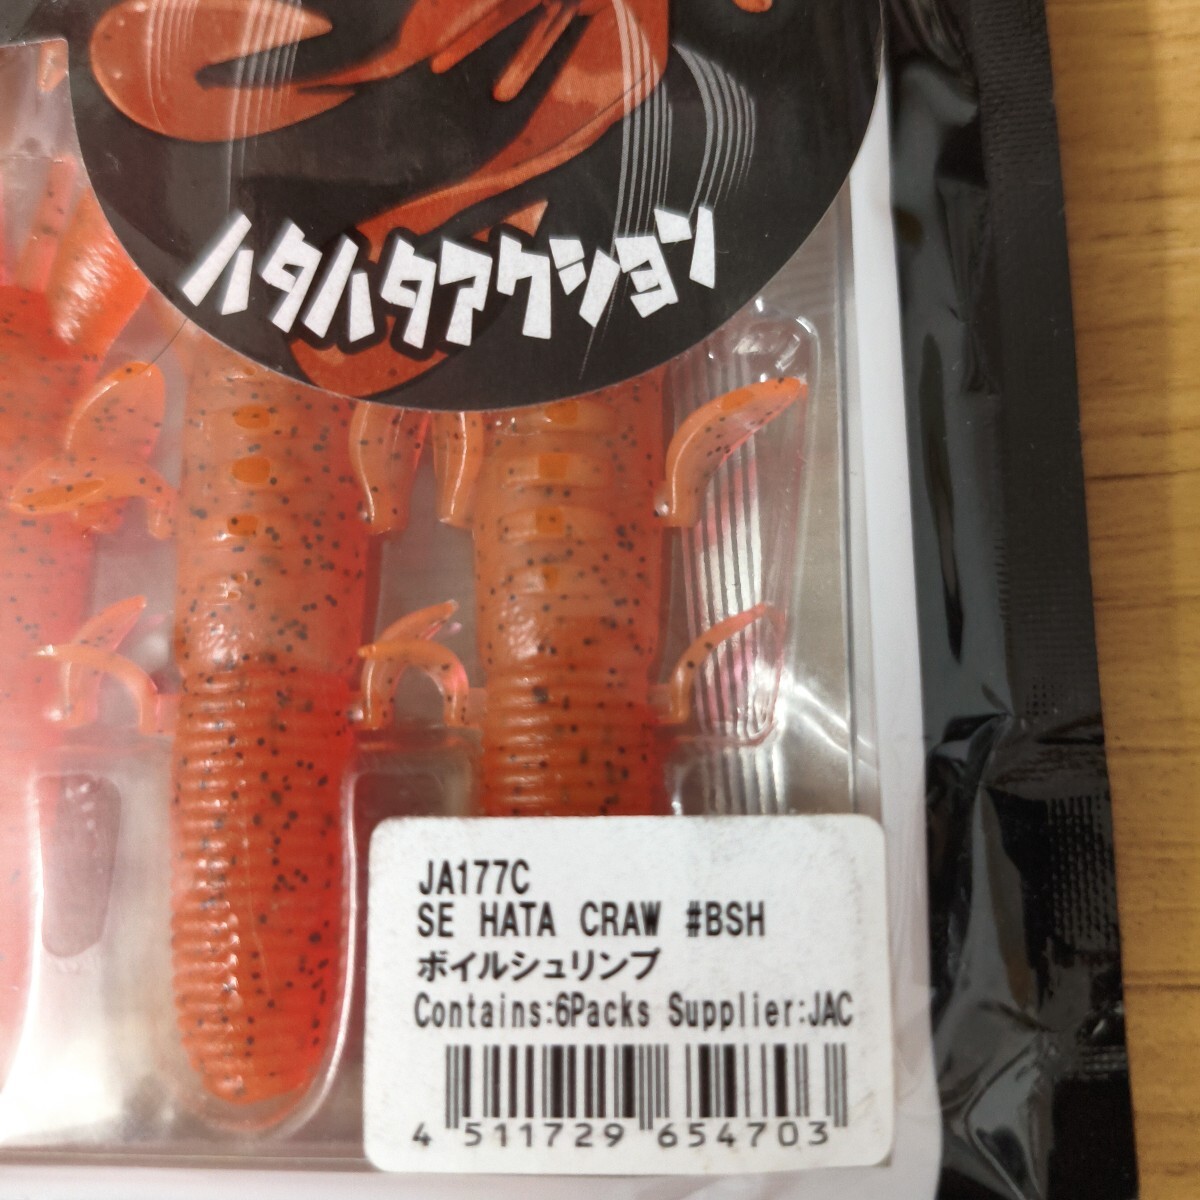 ハタハタアクション
JA177C
SE HATA CRAW #BSH
ボイルシュリンプ
Contains:6Packs Supplier:JAC
4 511729 654703